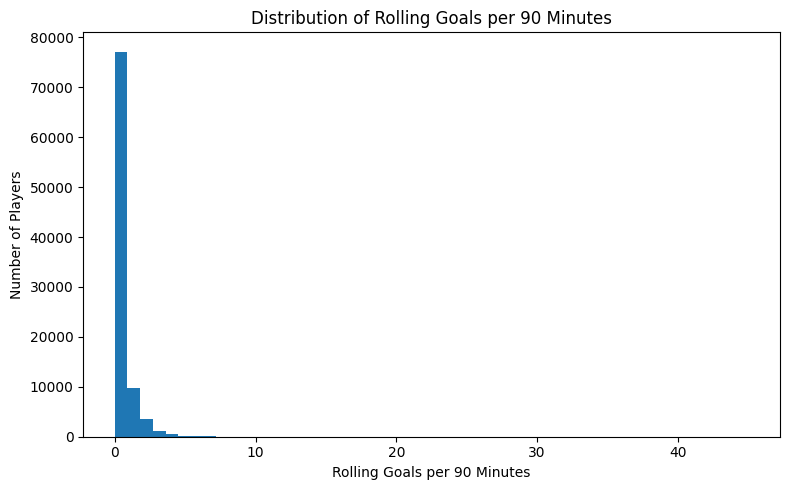 Distribution of Rolling Goals per 90 Minutes
80000
70000
60000
50000
40000
30000
20000
10000
0
Number of Players
0 10 20 30 40
Rolling Goals per 90 Minutes